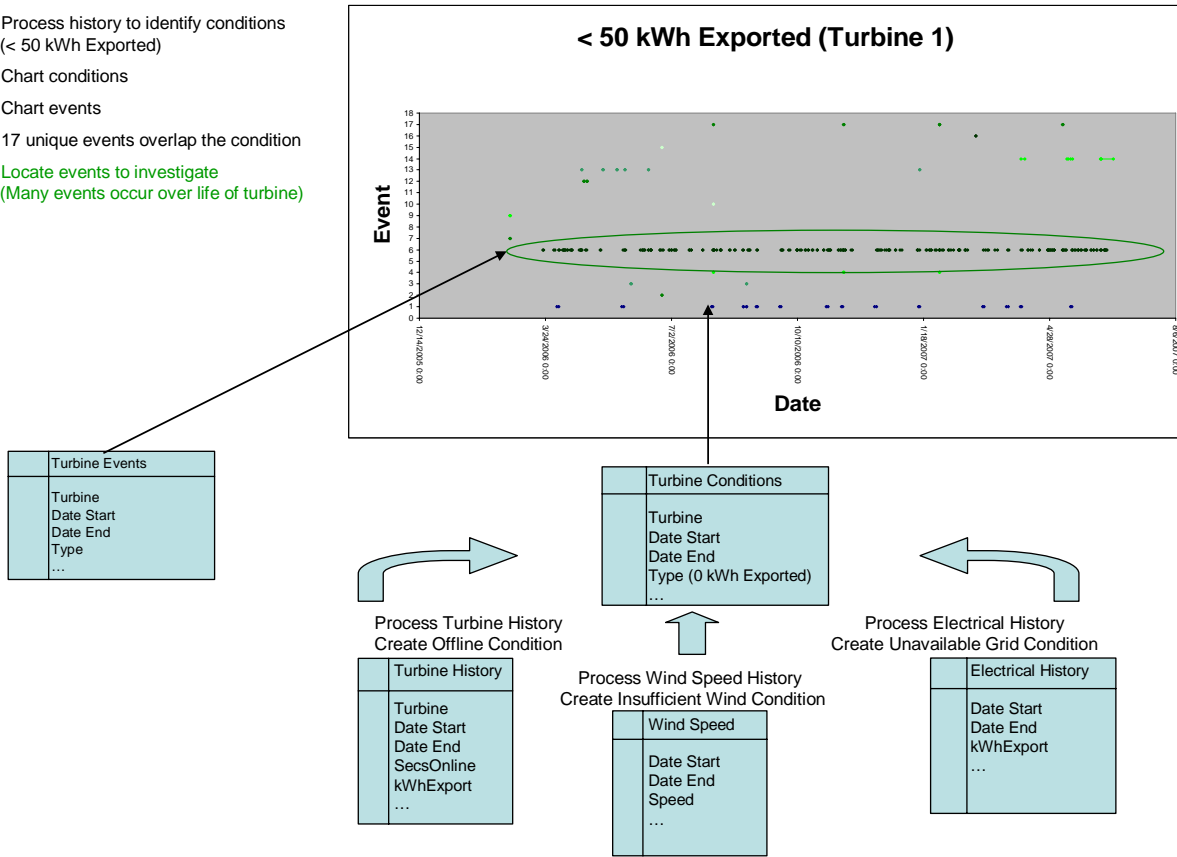 Process history to identify conditions
(< 50 kWh Exported)
Chart conditions
Chart events
17 unique events overlap the condition
Locate events to investigate
(Many events occur over life of turbine)
< 50 kWh Exported (Turbine 1)
Event
18
17
16
15
14
13
12
11
10
9
8
7
6
5
4
3
2
1
0
12/14/2005 0:00
3/24/2006 0:00
7/2/2006 0:00
10/10/2006 0:00
1/18/2007 0:00
4/28/2007 0:00
8/6/2007 0:00
Date
Turbine Events
Turbine
Date Start
Date End
Type
…
Turbine Conditions
Turbine
Date Start
Date End
Type (0 kWh Exported)
…
Process Turbine History
Create Offline Condition
Turbine History
Turbine
Date Start
Date End
SecsOnline
kWhExport
…
Process Wind Speed History
Create Insufficient Wind Condition
Wind Speed
Date Start
Date End
Speed
…
Process Electrical History
Create Unavailable Grid Condition
Electrical History
Date Start
Date End
kWhExport
…